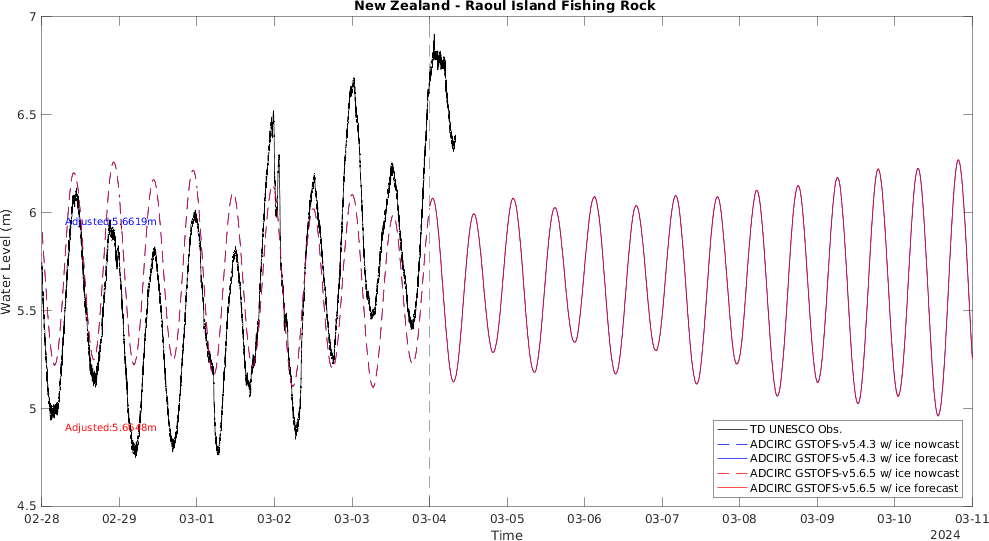 New Zealand - Raoul Island Fishing Rock
7
6.5
6
5.5
5
4.5
Water Level (m)
Adjusted:5.6619m
Adjusted:5.6648m
TD UNESCO Obs.
ADCIRC GSTOFS-v5.4.3 w/ ice nowcast
ADCIRC GSTOFS-v5.4.3 w/ ice forecast
ADCIRC GSTOFS-v5.6.5 w/ ice nowcast
ADCIRC GSTOFS-v5.6.5 w/ ice forecast
02-28 02-29 03-01 03-02 03-03 03-04 03-05 03-06 03-07 03-08 03-09 03-10 03-11
Time
2024